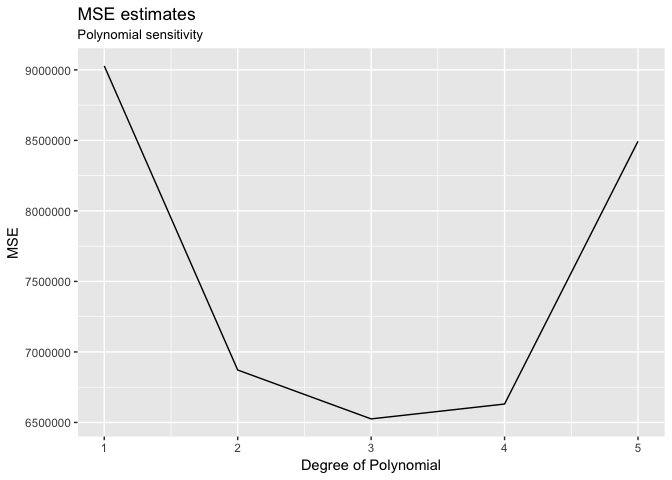 MSE estimates
Polynomial sensitivity
9000000
8500000
8000000
7500000
7000000
6500000
MSE
1 2 3 4 5
Degree of Polynomial